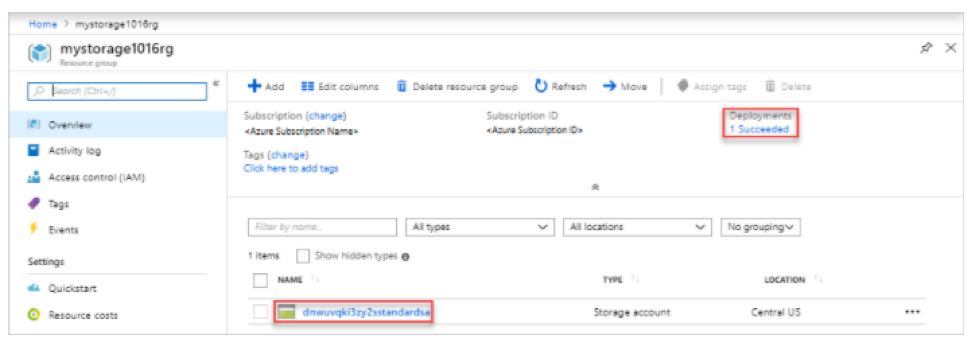 Home > mystorage1016rg
mystorage1016rg
Resource group
Search (Ctrl+/)
Overview
Activity log
Access control (IAM)
Tags
Events
Settings
Quickstart
Resource costs
Add Edit columns Delete resource group Refresh Move Assign tags Delete
Subscription (change) Subscription ID Deployments
<Azure Subscription Name> <Azure Subscription ID> 1 Succeeded
Tags (change)
Click here to add tags
Filter by name... All types All locations No grouping
1 items Show hidden types
NAME TYPE LOCATION
dnwuvqki3zy2sstandardsa Storage account Central US